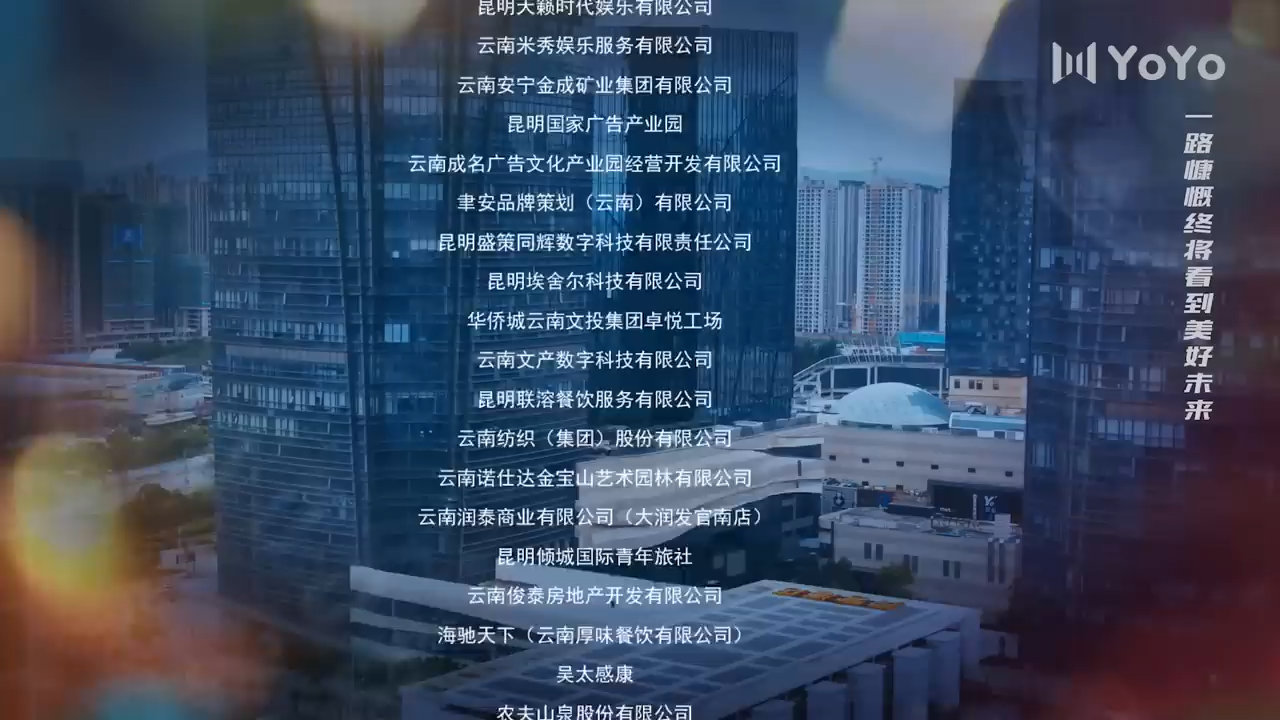 昆明天籁时代娱乐有限公司
云南米秀娱乐服务有限公司
云南安宁金成矿业集团有限公司
昆明国家广告产业园
云南成名广告文化产业园经营开发有限公司
聿安品牌策划（云南）有限公司
昆明盛策同辉数字科技有限责任公司
昆明埃舍尔科技有限公司
华侨城云南文投集团卓悦工场
云南文产数字科技有限公司
昆明联溶餐饮服务有限公司
云南纺织（集团）股份有限公司
云南诺仕达金宝山艺术园林有限公司
云南润泰商业有限公司（大润发官南店）
昆明倾城国际青年旅社
云南俊泰房地产开发有限公司
海驰天下（云南厚味餐饮有限公司）
吴太感康
农夫山泉股份有限公司
YoYo
一路慷慨终将看到美好未来